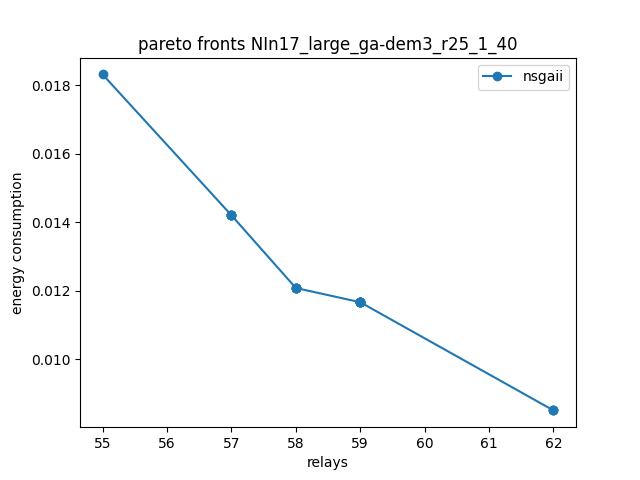 pareto fronts NIn17_large_ga-dem3_r25_1_40
nsgaii
energy consumption
0.018
0.016
0.014
0.012
0.010
55 56 57 58 59 60 61 62
relays